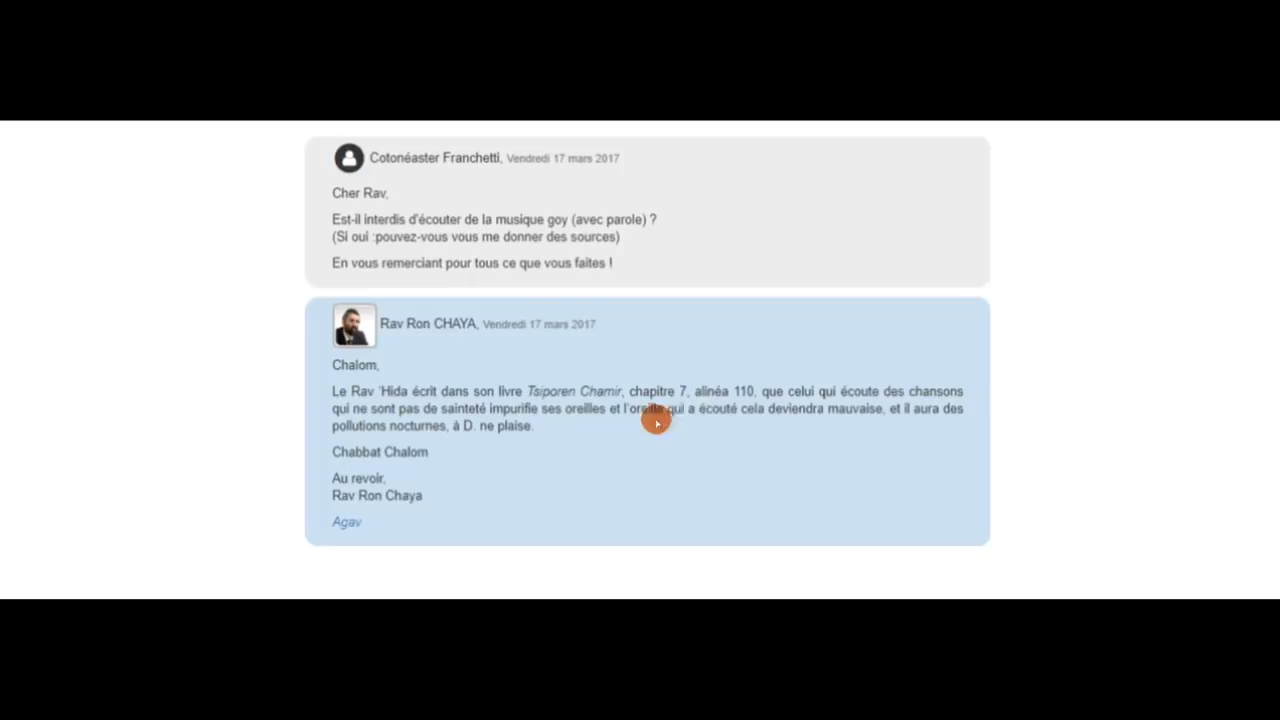 Cotonéaster Franchetti, Vendredi 17 mars 2017
Cher Rav,
Est-il interdis d'écouter de la musique goy (avec parole) ?
(Si oui :pouvez-vous vous me donner des sources)
En vous remerciant pour tous ce que vous faites !
Rav Ron CHAYA, Vendredi 17 mars 2017
Chalom,
Le Rav 'Hida écrit dans son livre Tsiporen Chamir, chapitre 7, alinéa 110, que celui qui écoute des chansons
qui ne sont pas de sainteté impurifie ses oreilles et l'oreille qui a écouté cela deviendra mauvaise, et il aura des
pollutions nocturnes, à D. ne plaise.
Chabbat Chalom
Au revoir,
Rav Ron Chaya
Agav